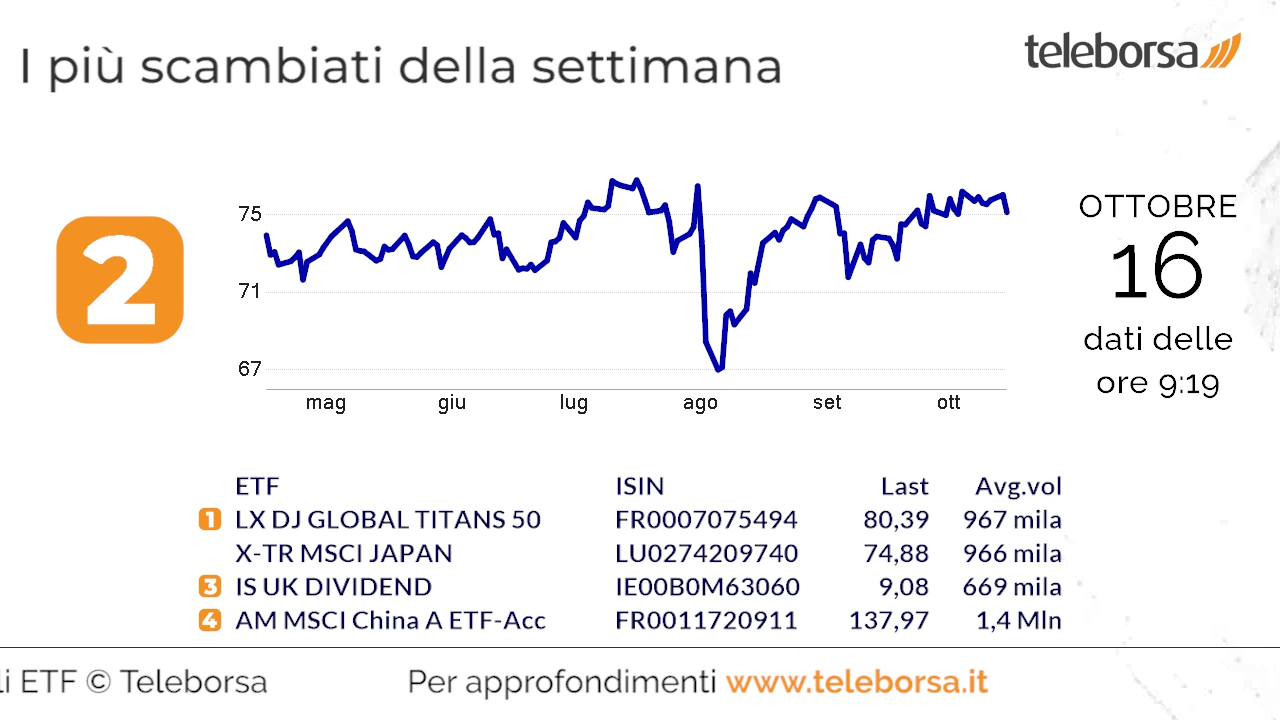 I più scambiati della settimana
teleborsa
2
75
71
67
mag giu lug ago set ott
OTTOBRE
16
dati delle
ore 9:19
ETF ISIN Last Avg.vol
1 LX DJ GLOBAL TITANS 50 FR0007075494 80,39 967 mila
X-TR MSCI JAPAN LU0274209740 74,88 966 mila
3 IS UK DIVIDEND IE00B0M63060 9,08 669 mila
4 AM MSCI China A ETF-Acc FR0011720911 137,97 1,4 Mln
li ETF © Teleborsa Per approfondimenti www.teleborsa.it